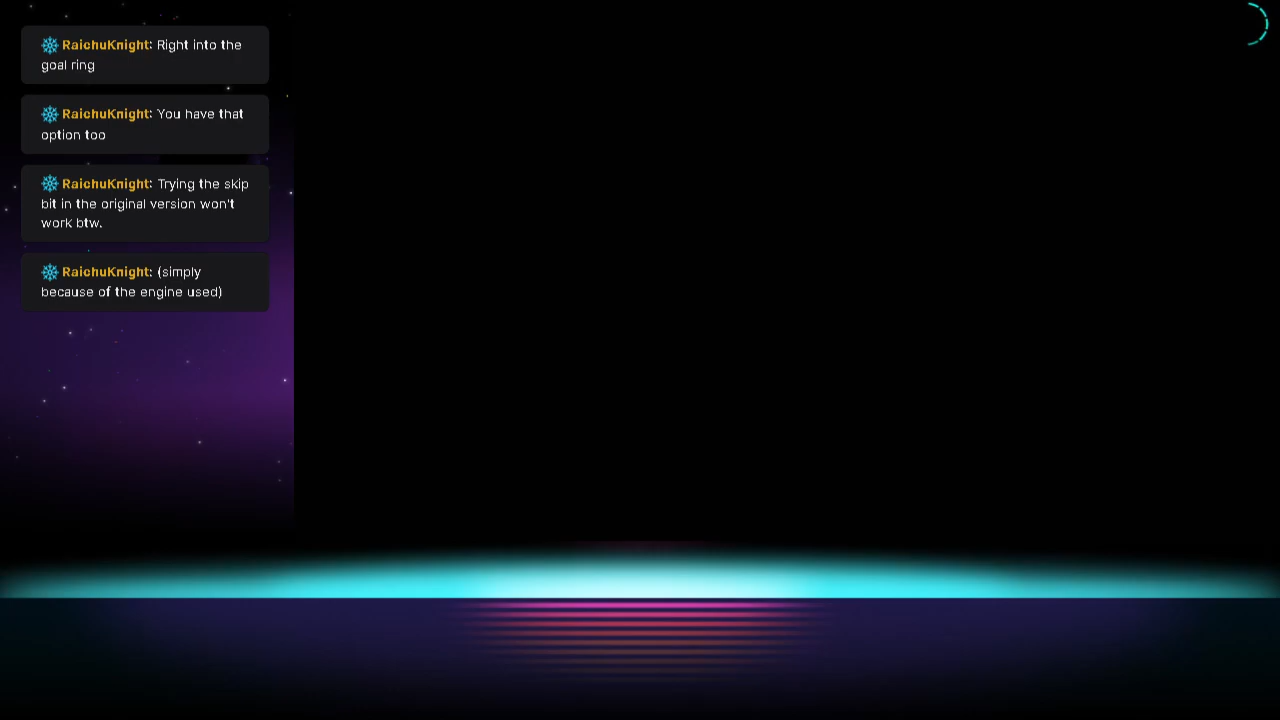 RaichuKnight: Right into the
goal ring
RaichuKnight: You have that
option too
RaichuKnight: Trying the skip
bit in the original version won't
work btw.
RaichuKnight: (simply
because of the engine used)